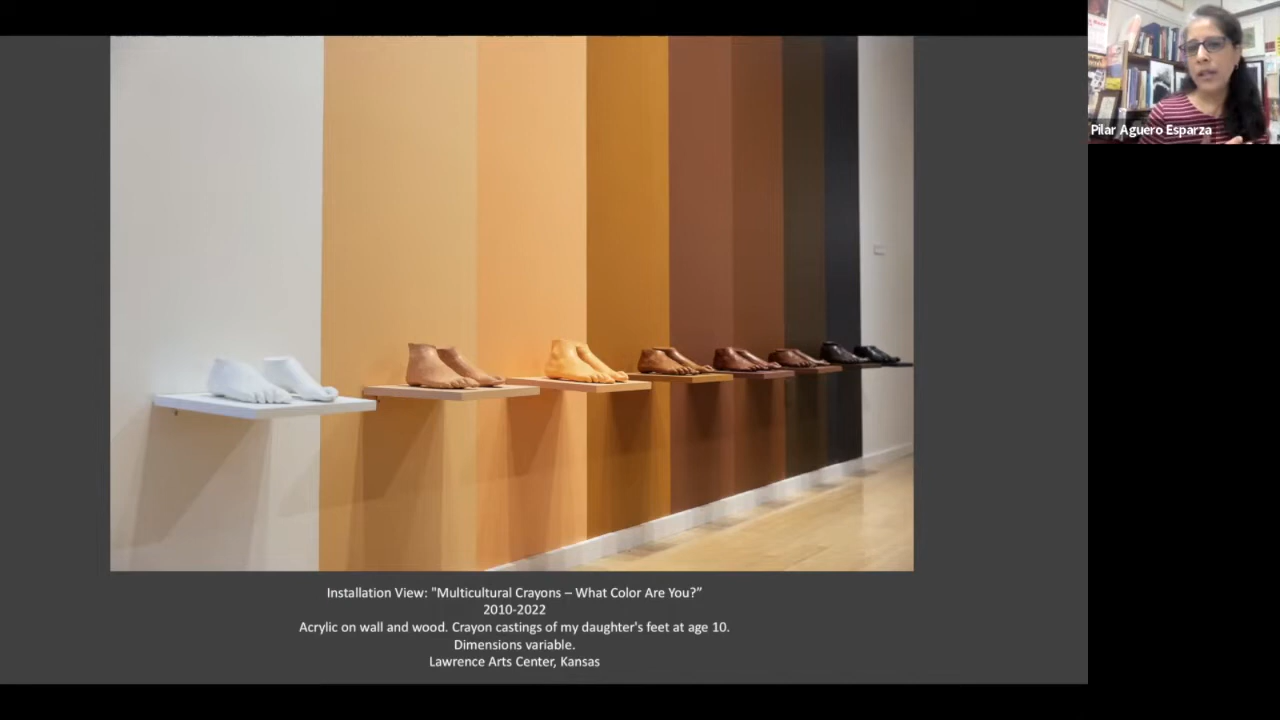 Pilar Aguero Esparza
Installation View: "Multicultural Crayons – What Color Are You?”
2010-2022
Acrylic on wall and wood. Crayon castings of my daughter's feet at age 10.
Dimensions variable.
Lawrence Arts Center, Kansas